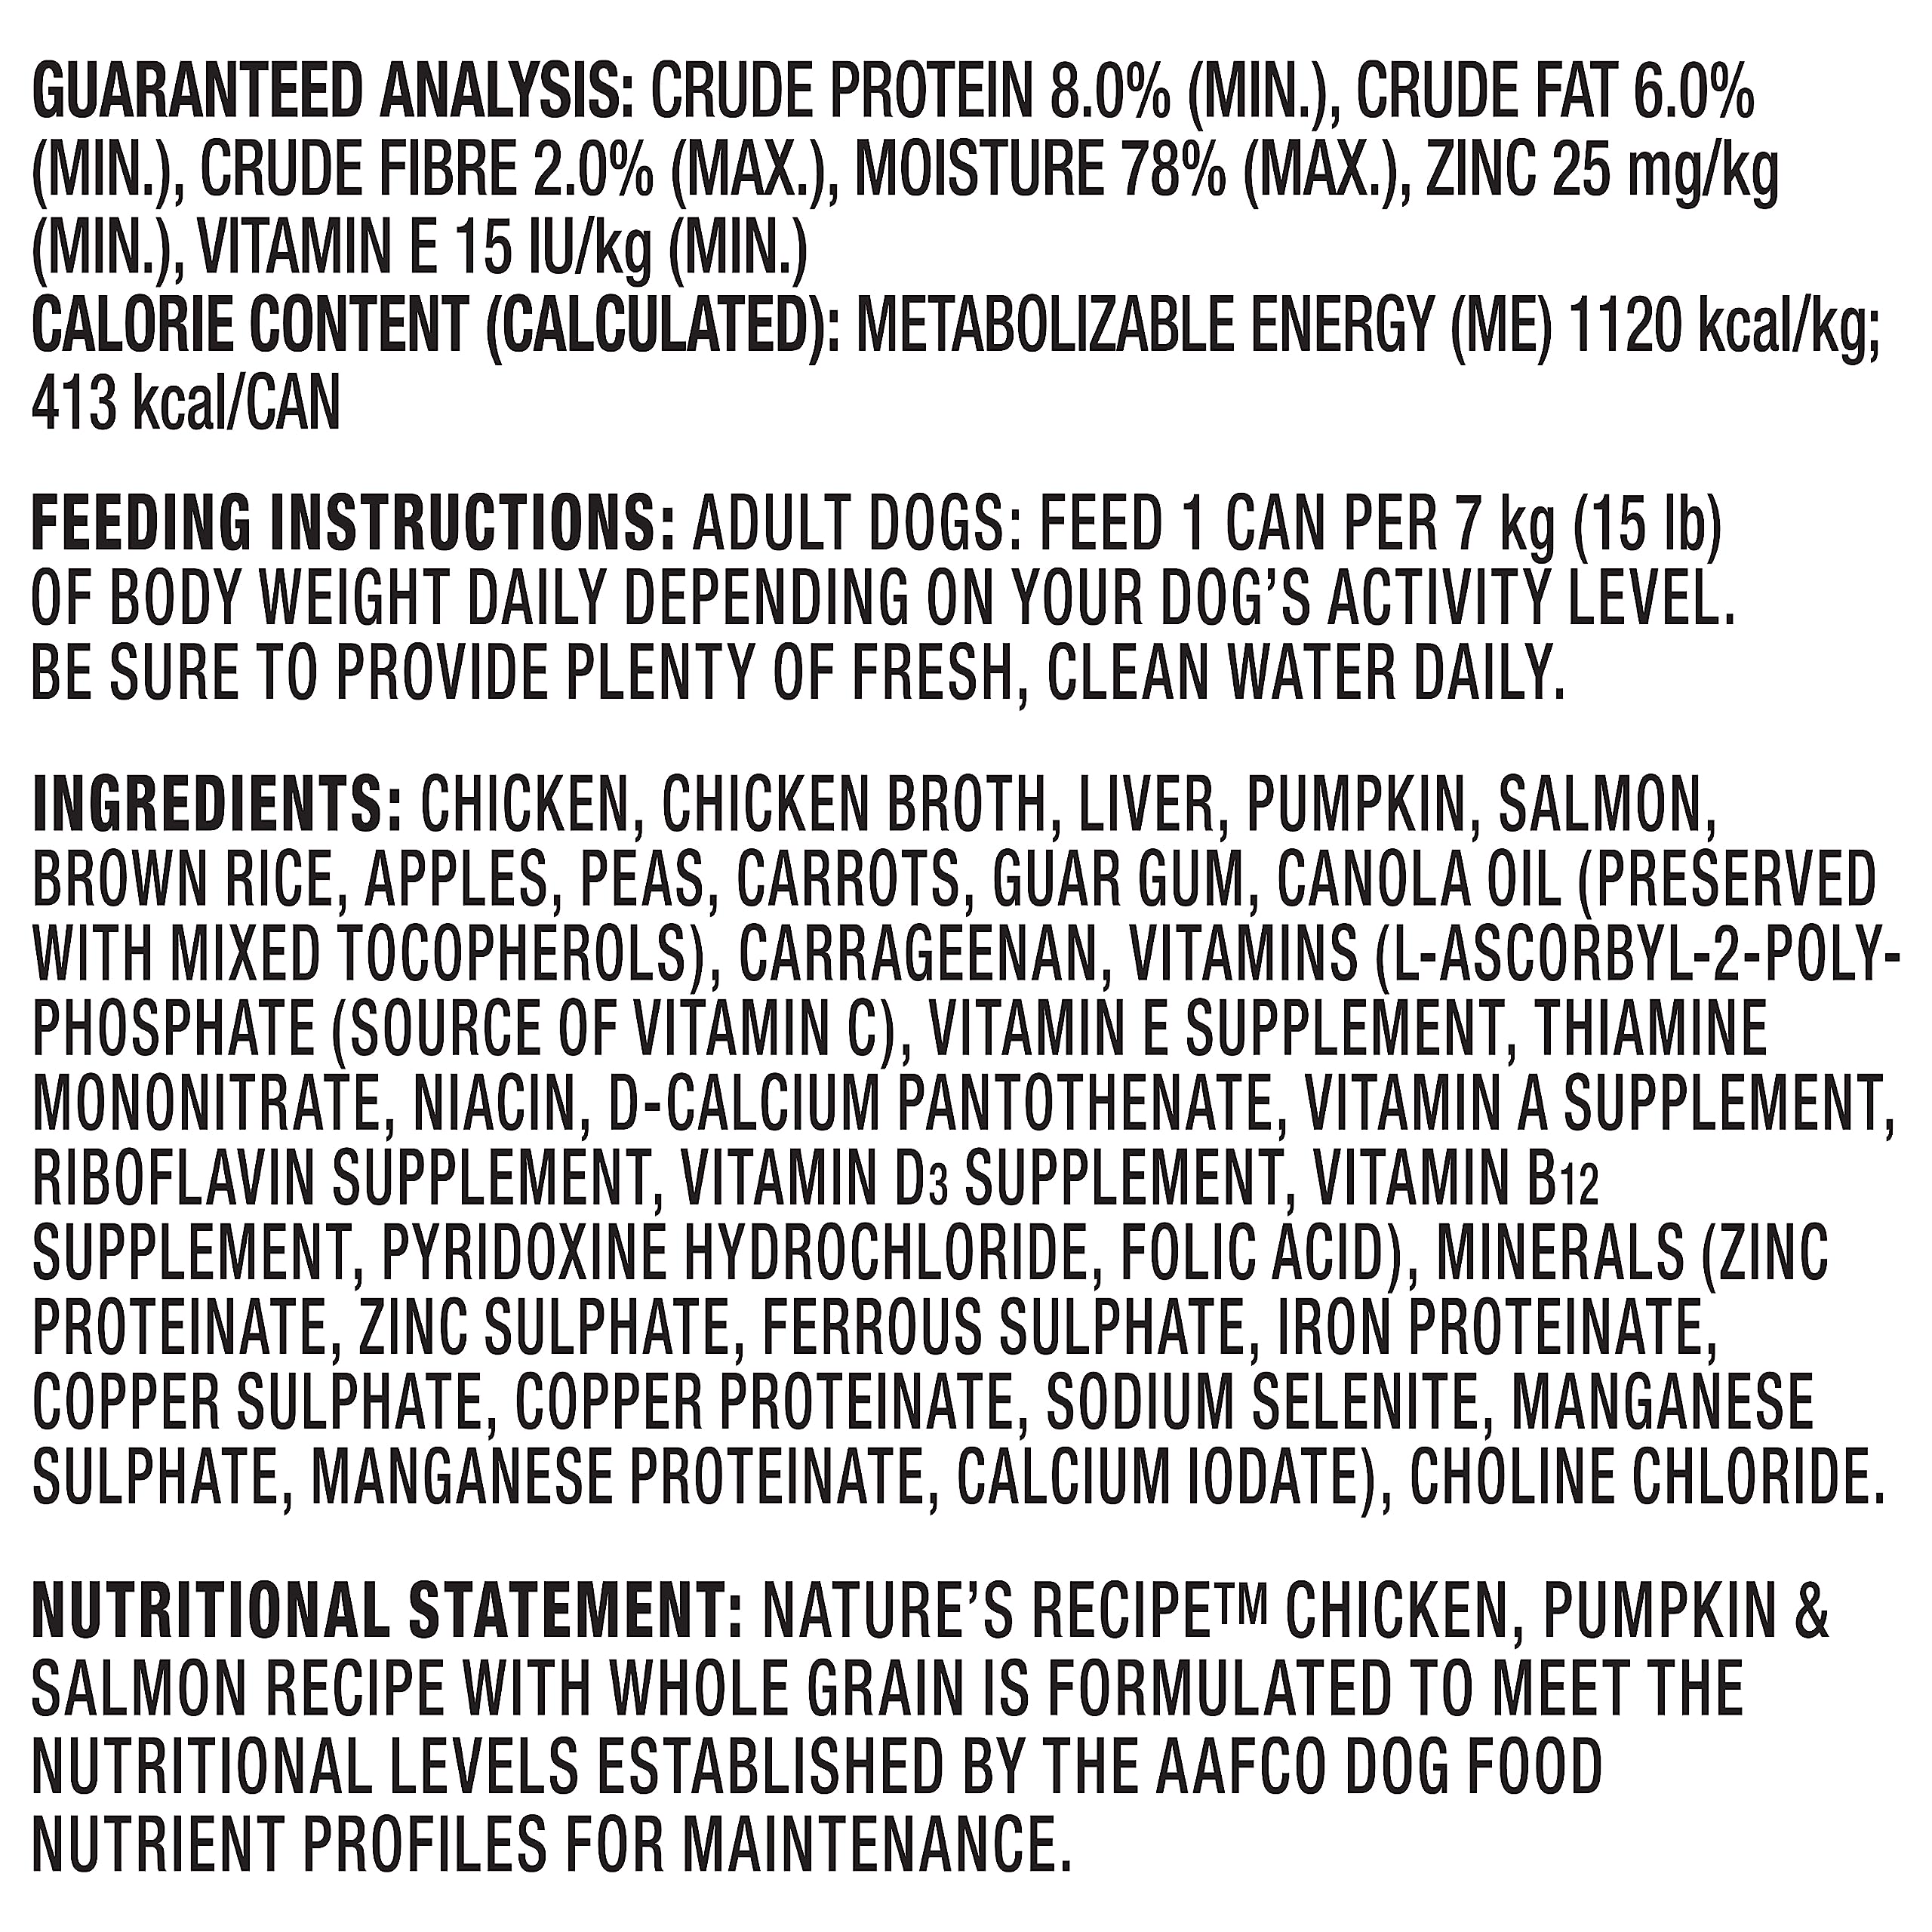 GUARANTEED ANALYSIS: CRUDE PROTEIN 8.0% (MIN.), CRUDE FAT 6.0%
(MIN.), CRUDE FIBRE 2.0% (MAX.), MOISTURE 78% (MAX.), ZINC 25 mg/kg
(MIN.), VITAMIN E 15 IU/kg (MIN.)
CALORIE CONTENT (CALCULATED): METABOLIZABLE ENERGY (ME) 1120 kcal/kg;
413 kcal/CAN
FEEDING INSTRUCTIONS: ADULT DOGS: FEED 1 CAN PER 7 kg (15 lb)
OF BODY WEIGHT DAILY DEPENDING ON YOUR DOG’S ACTIVITY LEVEL.
BE SURE TO PROVIDE PLENTY OF FRESH, CLEAN WATER DAILY.
INGREDIENTS: CHICKEN, CHICKEN BROTH, LIVER, PUMPKIN, SALMON,
BROWN RICE, APPLES, PEAS, CARROTS, GUAR GUM, CANOLA OIL (PRESERVED
WITH MIXED TOCOPHEROLS), CARRAGEENAN, VITAMINS (L-ASCORBYL-2-POLY-
PHOSPHATE (SOURCE OF VITAMIN C), VITAMIN E SUPPLEMENT, THIAMINE
MONONITRATE, NIACIN, D-CALCIUM PANTOTHENATE, VITAMIN A SUPPLEMENT,
RIBOFLAVIN SUPPLEMENT, VITAMIN D3 SUPPLEMENT, VITAMIN B12
SUPPLEMENT, PYRIDOXINE HYDROCHLORIDE, FOLIC ACID), MINERALS (ZINC
PROTEINATE, ZINC SULPHATE, FERROUS SULPHATE, IRON PROTEINATE,
COPPER SULPHATE, COPPER PROTEINATE, SODIUM SELENITE, MANGANESE
SULPHATE, MANGANESE PROTEINATE, CALCIUM IODATE), CHOLINE CHLORIDE.
NUTRITIONAL STATEMENT: NATURE’S RECIPE™ CHICKEN, PUMPKIN &
SALMON RECIPE WITH WHOLE GRAIN IS FORMULATED TO MEET THE
NUTRITIONAL LEVELS ESTABLISHED BY THE AAFCO DOG FOOD
NUTRIENT PROFILES FOR MAINTENANCE.